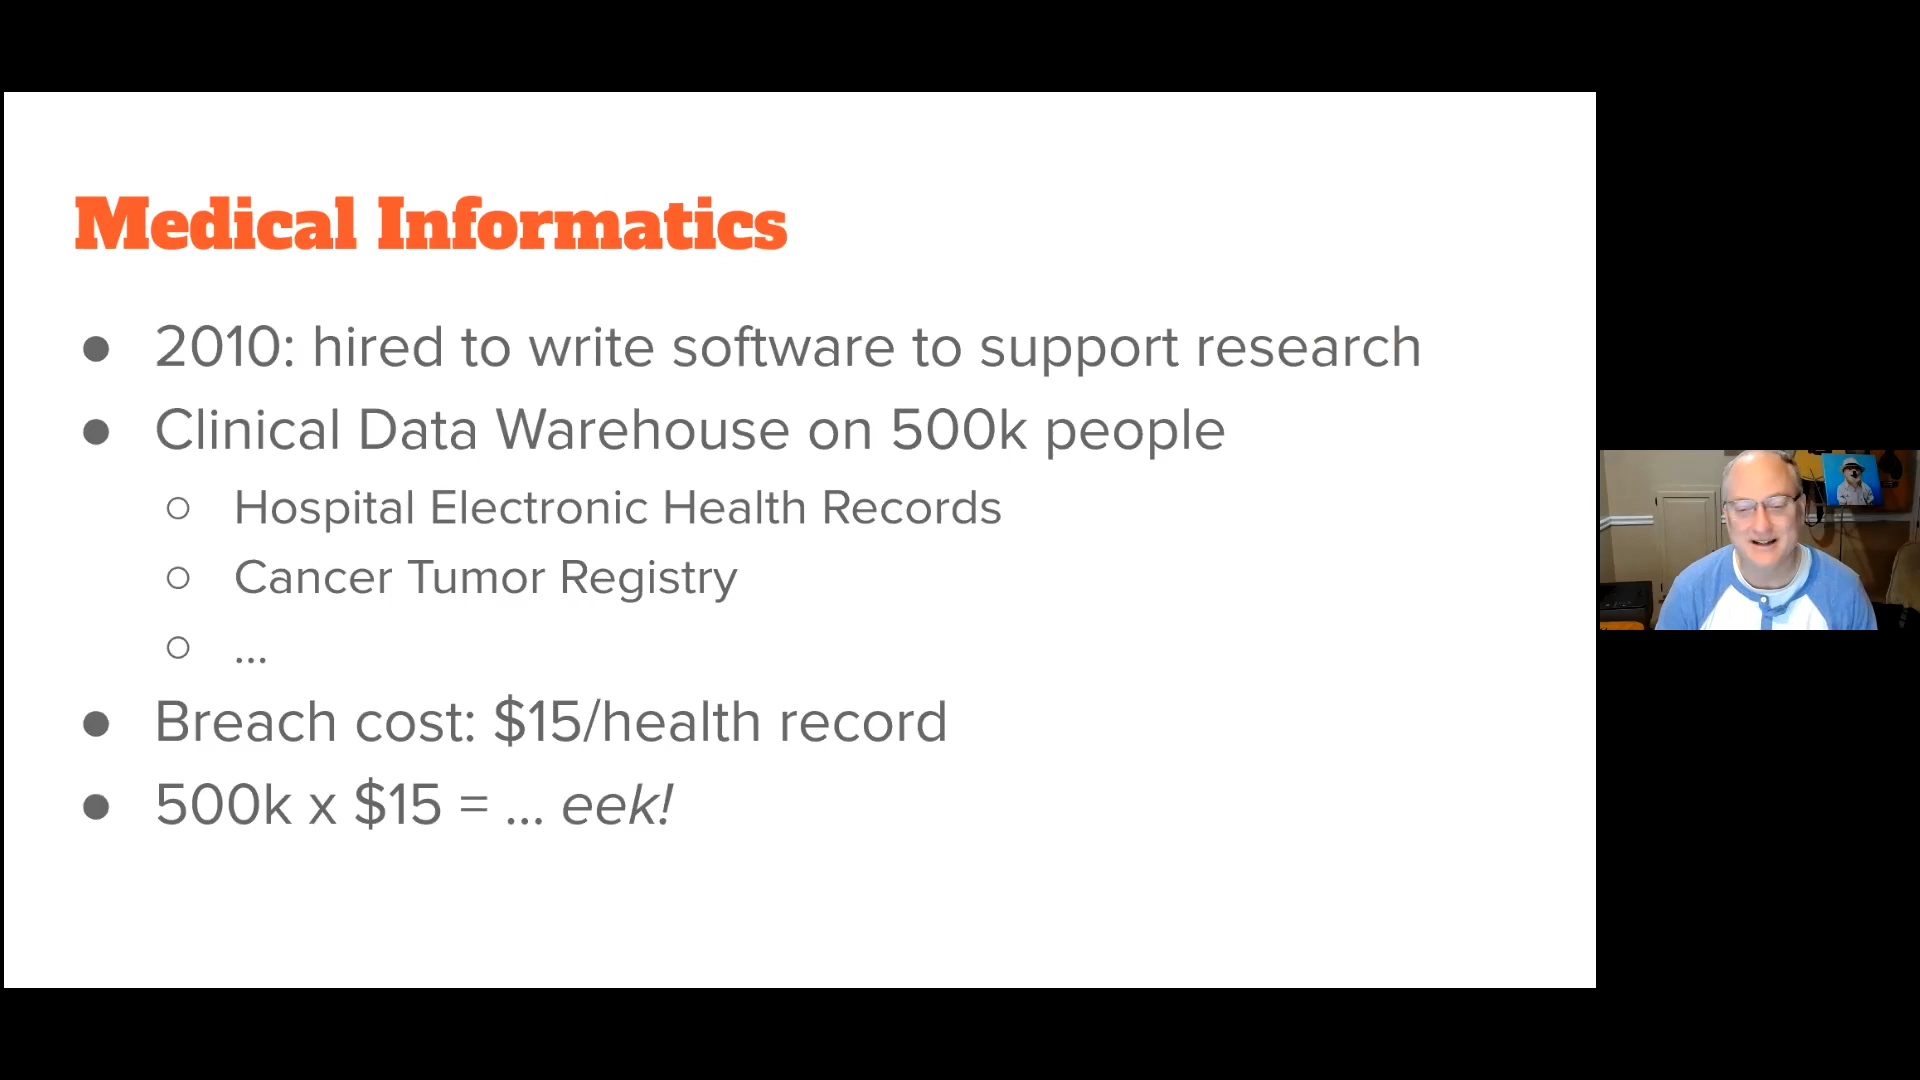 Medical Informatics
● 2010: hired to write software to support research
● Clinical Data Warehouse on 500k people
○ Hospital Electronic Health Records
○ Cancer Tumor Registry
○ ...
● Breach cost: $15/health record
● 500k x $15 = ... eek!